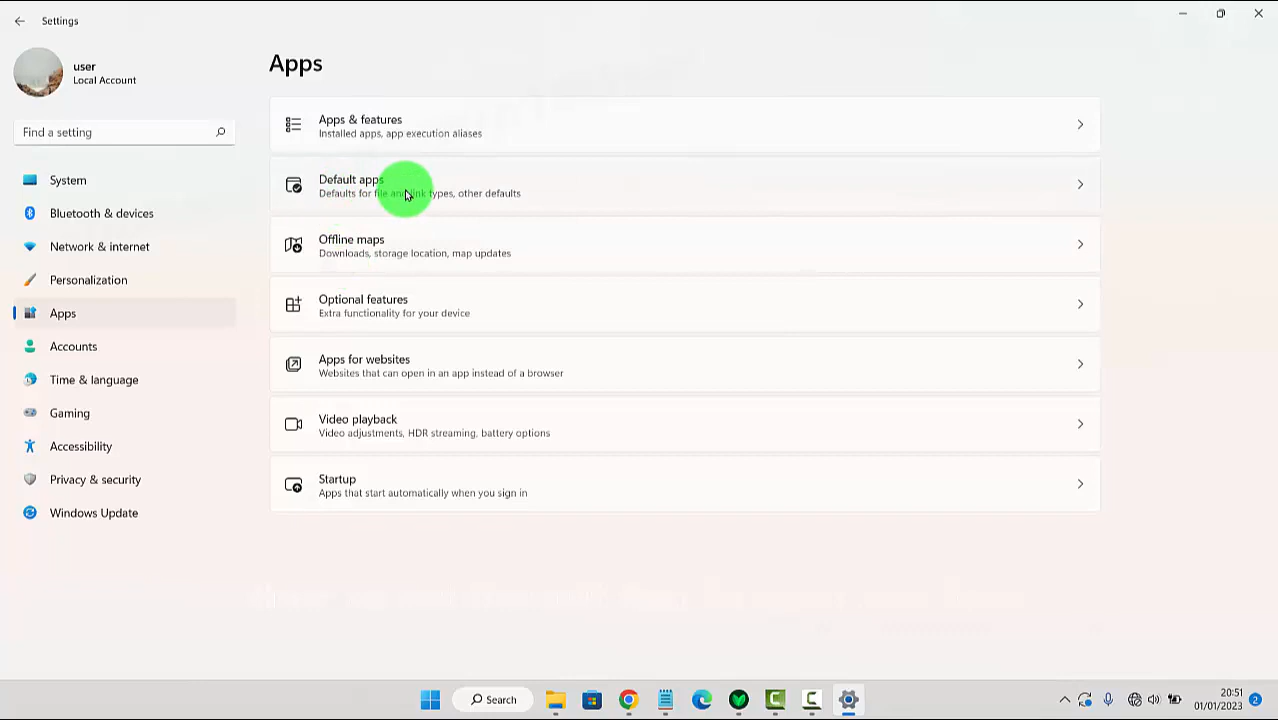 Settings
user
Local Account
Find a setting
System
Bluetooth & devices
Network & internet
Personalization
Apps
Accounts
Time & language
Gaming
Accessibility
Privacy & security
Windows Update
Apps
Apps & features
Installed apps, app execution aliases
Default apps
Defaults for file and link types, other defaults
Offline maps
Downloads, storage location, map updates
Optional features
Extra functionality for your device
Apps for websites
Websites that can open in an app instead of a browser
Video playback
Video adjustments, HDR streaming, battery options
Startup
Apps that start automatically when you sign in
Search
20:51
01/01/2023
2